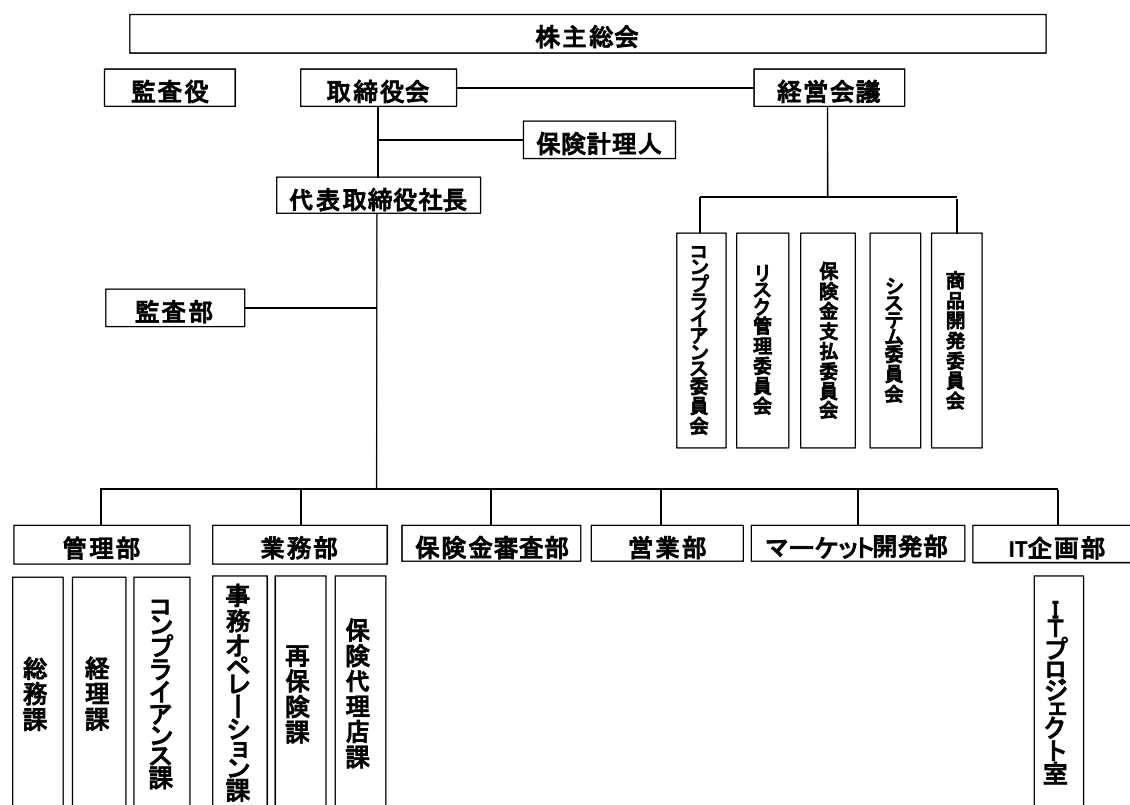 株主総会
監査役
取締役会
経営会議
保険計理人
代表取締役社長
コンプライアンス委員会
リスク管理委員会
保険金支払委員会
システム委員会
商品開発委員会
監査部
管理部
業務部
保険金審査部
営業部
マーケット開発部
IT企画部
総務課
経理課
コンプライアンス課
事務オペレーション課
再保険課
保険代理店課
ITプロジェクト室